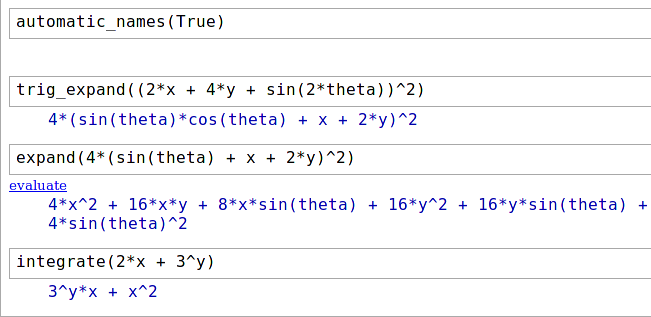 automatic_names(True)
trig_expand((2*x + 4*y + sin(2*theta))^2)
4*(sin(theta)*cos(theta) + x + 2*y)^2
expand(4*(sin(theta) + x + 2*y)^2)
evaluate
4*x^2 + 16*x*y + 8*x*sin(theta) + 16*y^2 + 16*y*sin(theta) +
4*sin(theta)^2
integrate(2*x + 3^y)
3^y*x + x^2